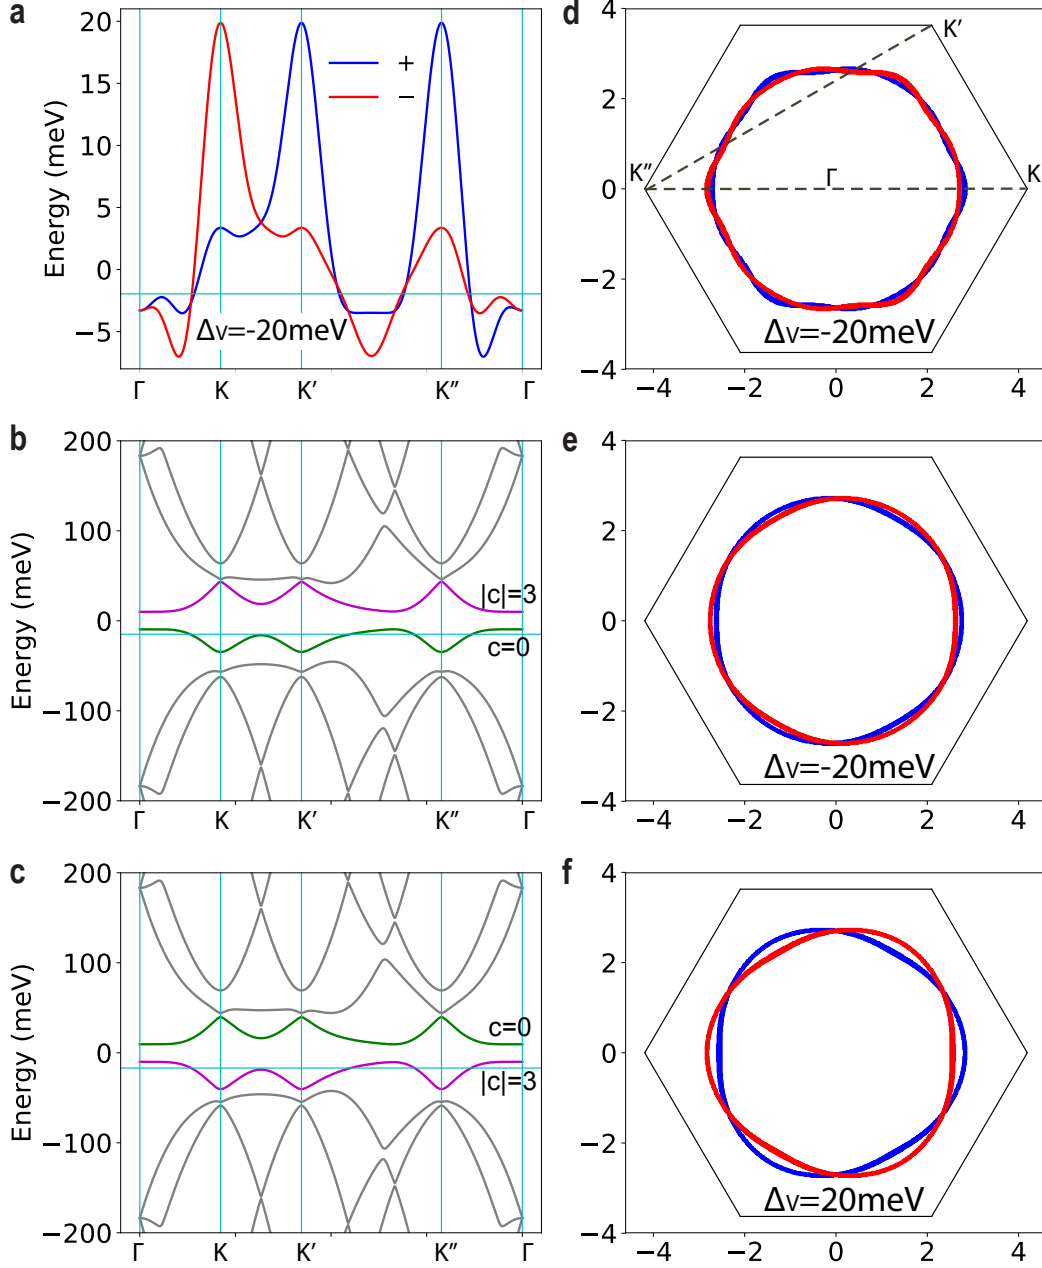 a
20
15
10
5
0
−5
Energy (meV)
+
−
Δv=-20meV
Γ
K
K′
K″
Γ
d
4
2
0
−2
−4
K′
K″
Γ
K
Δv=-20meV
−4
−2
0
2
4
b
200
100
0
−100
−200
Energy (meV)
|c|=3
c=0
Γ
K
K′
K″
Γ
e
4
2
0
−2
−4
Δv=-20meV
−4
−2
0
2
4
c
200
100
0
−100
−200
Energy (meV)
c=0
|c|=3
Γ
K
K′
K″
Γ
f
4
2
0
−2
−4
Δv=20meV
−4
−2
0
2
4